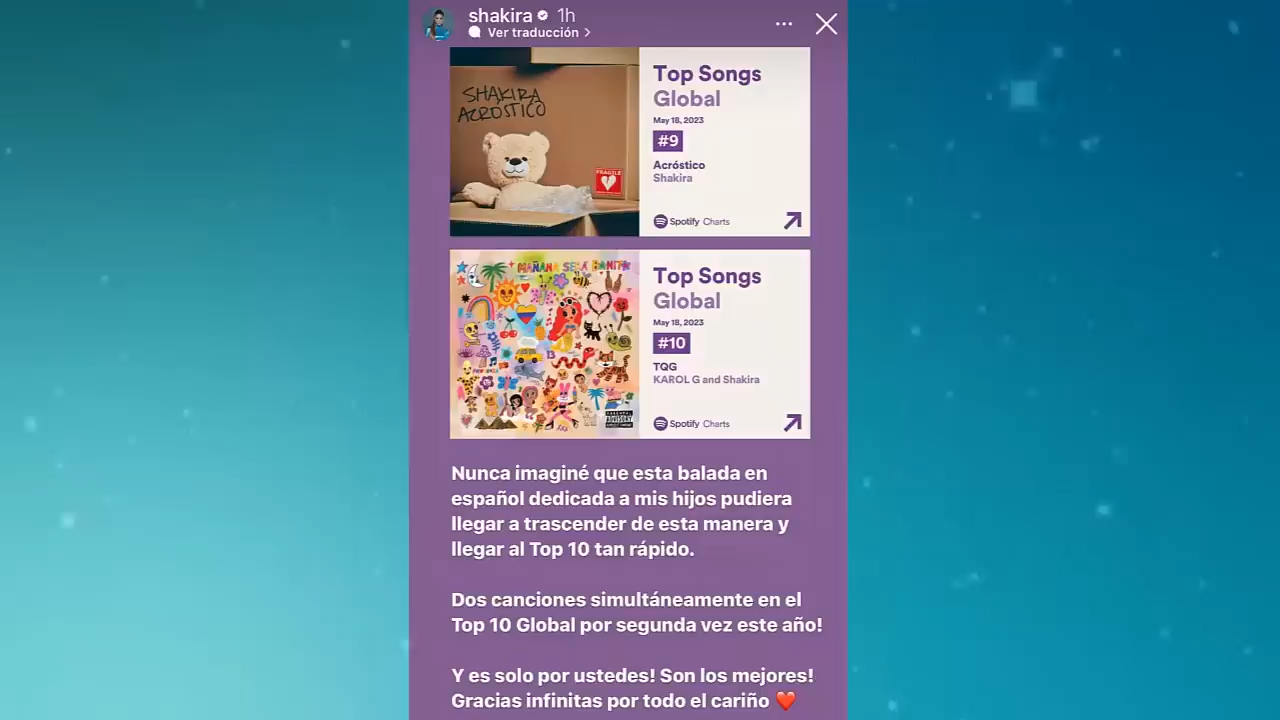 shakira 1h
Ver traducción
SHAKIRA
ACRÓSTICO
FRAGILE
Top Songs
Global
May 18, 2023
#9
Acróstico
Shakira
Spotify Charts
MAÑANA SERÁ BONITO
13
PARENTAL
ADVISORY
Top Songs
Global
May 18, 2023
#10
TQG
KAROL G and Shakira
Spotify Charts
Nunca imaginé que esta balada en
español dedicada a mis hijos pudiera
llegar a trascender de esta manera y
llegar al Top 10 tan rápido.
Dos canciones simultáneamente en el
Top 10 Global por segunda vez este año!
Y es solo por ustedes! Son los mejores!
Gracias infinitas por todo el cariño ❤️